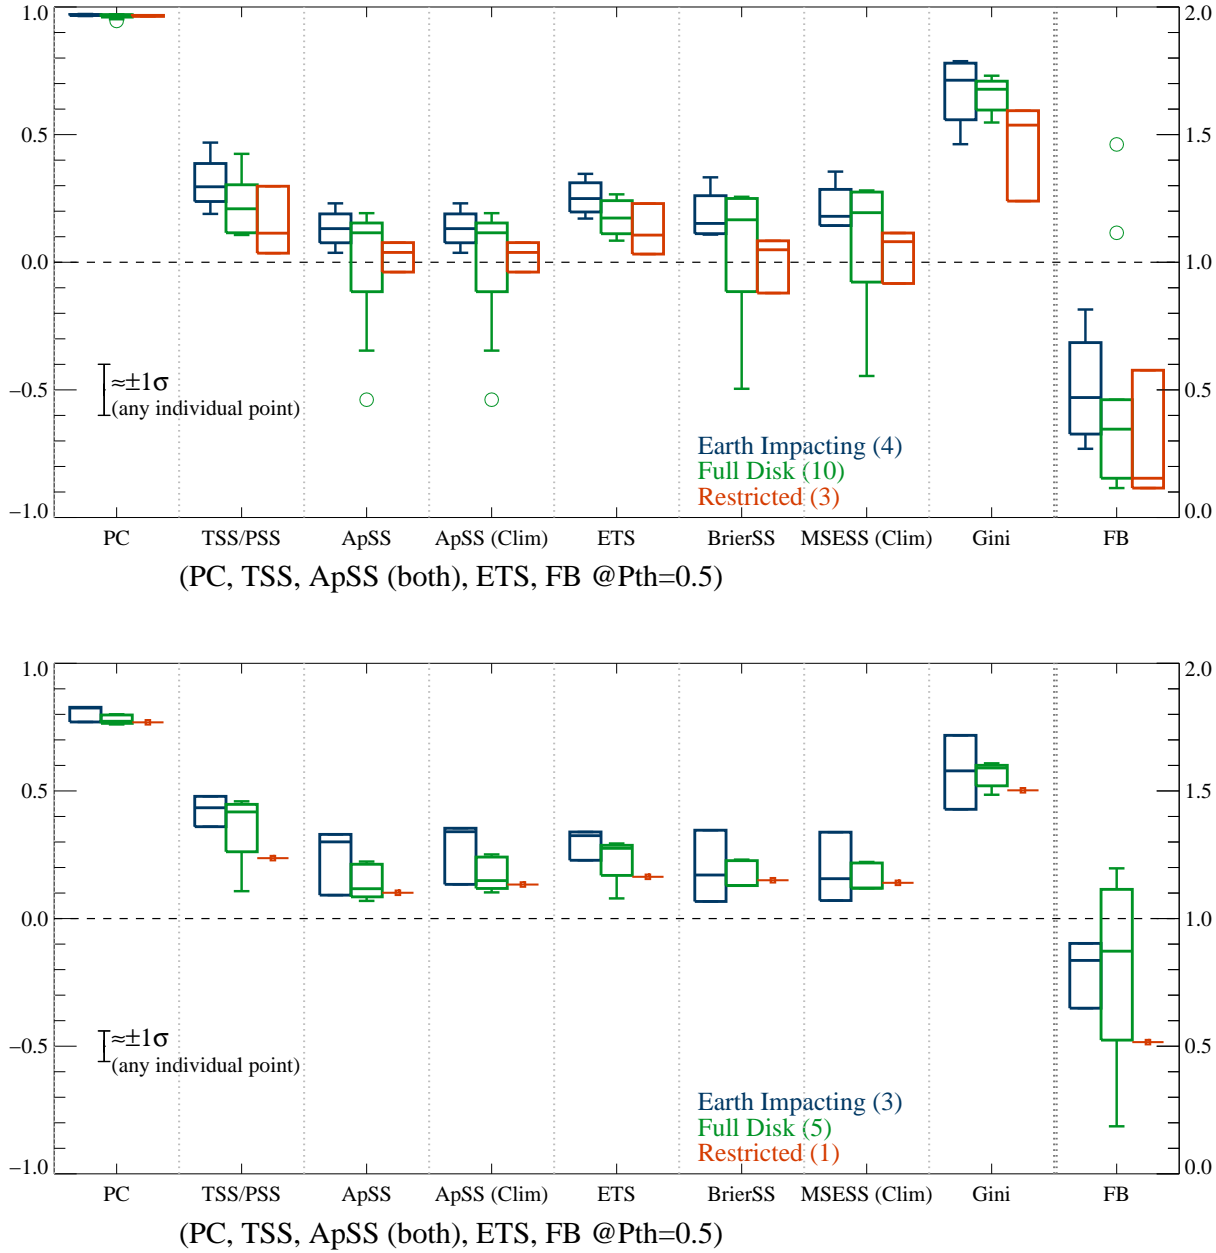 1.0
0.5
0.0
−0.5
−1.0
2.0
1.5
1.0
0.5
0.0
≈±1σ
(any individual point)
Earth Impacting (4)
Full Disk (10)
Restricted (3)
PC TSS/PSS ApSS ApSS (Clim) ETS BrierSS MSESS (Clim) Gini FB
(PC, TSS, ApSS (both), ETS, FB @Pth=0.5)
1.0
0.5
0.0
−0.5
−1.0
2.0
1.5
1.0
0.5
0.0
≈±1σ
(any individual point)
Earth Impacting (3)
Full Disk (5)
Restricted (1)
PC TSS/PSS ApSS ApSS (Clim) ETS BrierSS MSESS (Clim) Gini FB
(PC, TSS, ApSS (both), ETS, FB @Pth=0.5)